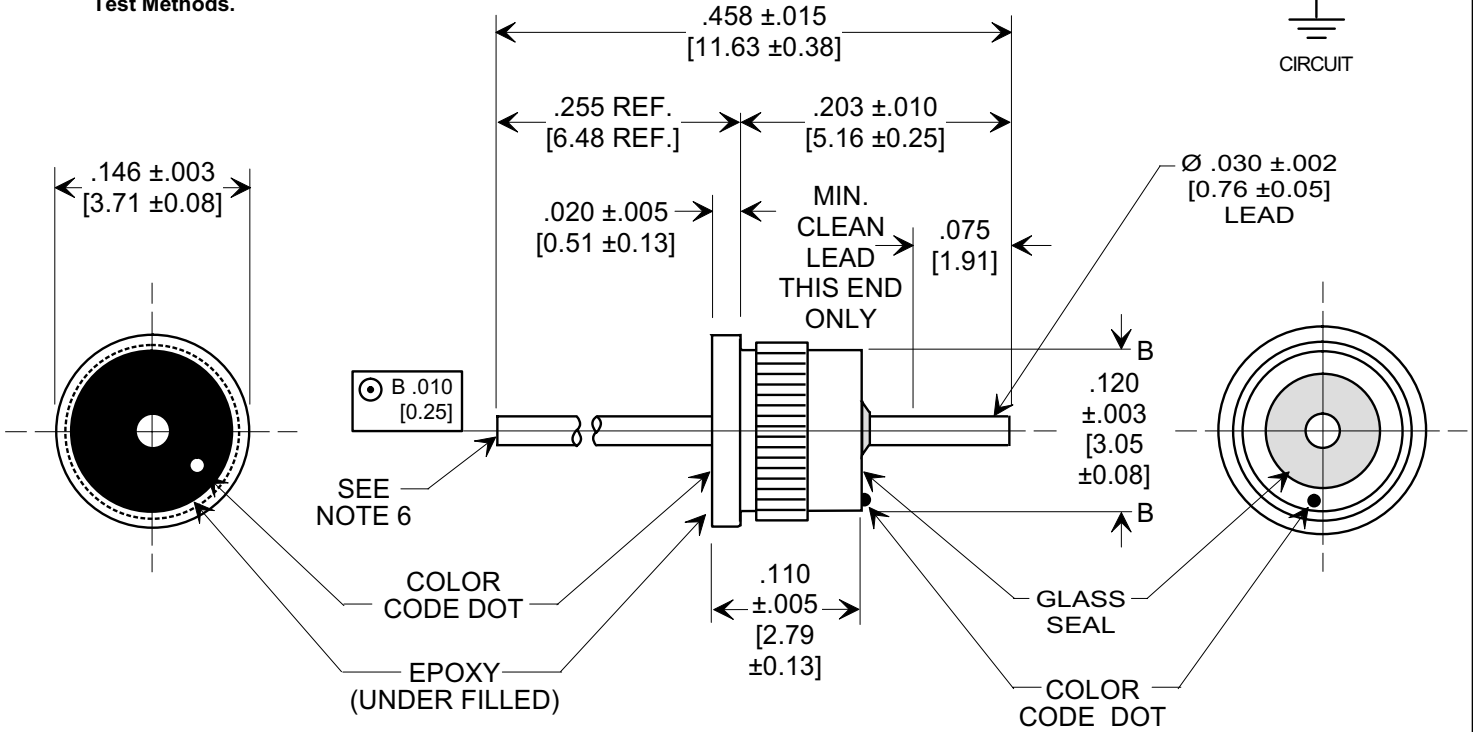 Test Methods.
.458 ±.015
[11.63 ±0.38]
CIRCUIT
.255 REF.
[6.48 REF.]
.203 ±.010
[5.16 ±0.25]
.146 ±.003
[3.71 ±0.08]
Ø .030 ±.002
[0.76 ±0.05]
LEAD
.020 ±.005
[0.51 ±0.13]
MIN.
CLEAN
LEAD
THIS END
ONLY
.075
[1.91]
B
.120
±.003
[3.05
±0.08]
B
B .010
[0.25]
SEE
NOTE 6
COLOR
CODE DOT
EPOXY
(UNDER FILLED)
.110
±.005
[2.79
±0.13]
GLASS
SEAL
COLOR
CODE DOT